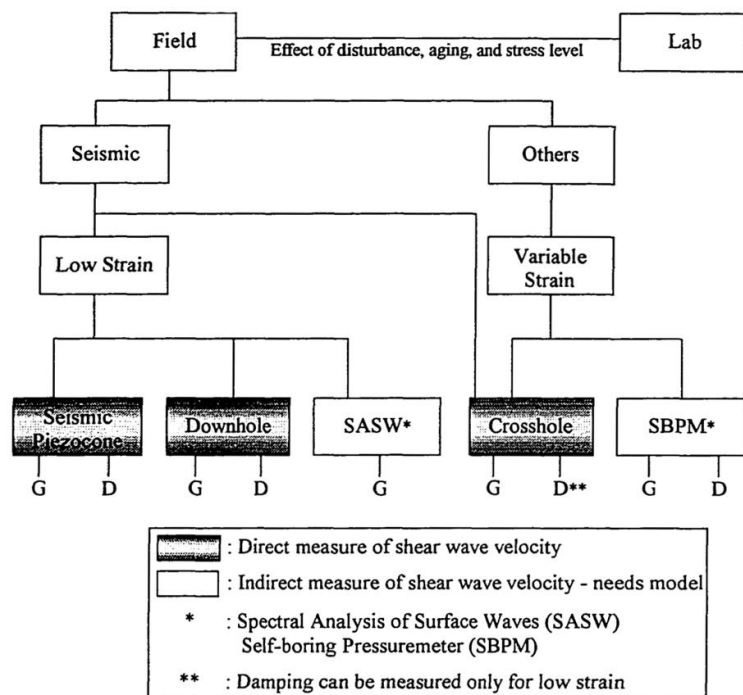 Field
Effect of disturbance, aging, and stress level
Lab
Seismic
Others
Low Strain
Variable
Strain
Seismic
Piezocone
Downhole
SASW*
Crosshole
SBPM*
G D G D G G D** G D
: Direct measure of shear wave velocity
: Indirect measure of shear wave velocity - needs model
* : Spectral Analysis of Surface Waves (SASW)
Self-boring Pressuremeter (SBPM)
** : Damping can be measured only for low strain